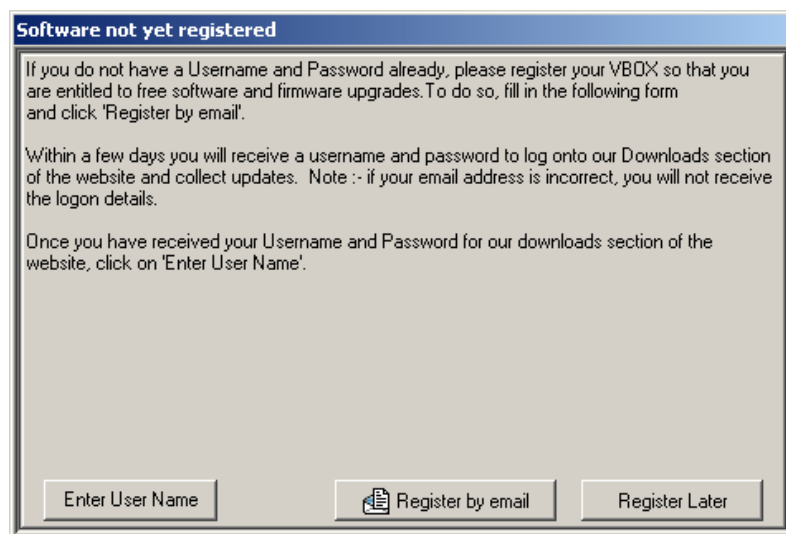 Software not yet registered
If you do not have a Username and Password already, please register your VBOX so that you
are entitled to free software and firmware upgrades.To do so, fill in the following form
and click 'Register by email'.
Within a few days you will receive a username and password to log onto our Downloads section
of the website and collect updates.  Note :- if your email address is incorrect, you will not receive
the logon details.
Once you have received your Username and Password for our downloads section of the
website, click on 'Enter User Name'.
Enter User Name
Register by email
Register Later